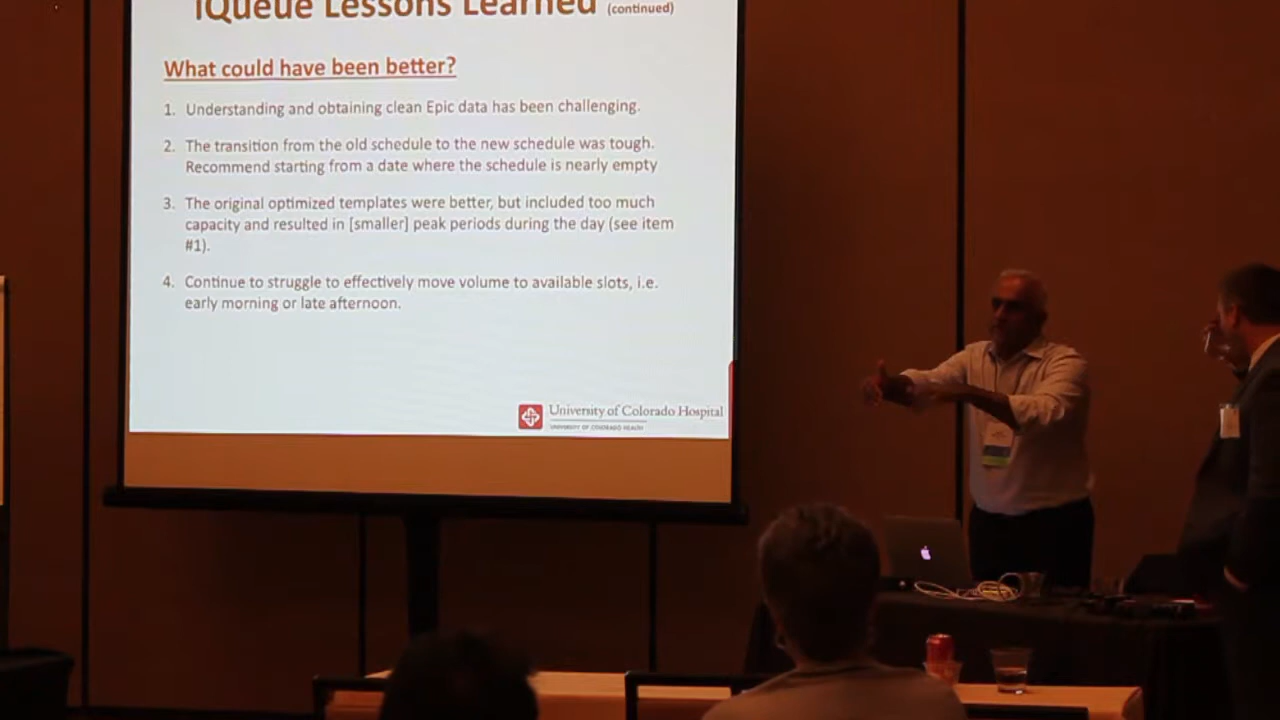 iQueue Lessons Learned (continued)
What could have been better?
1. Understanding and obtaining clean Epic data has been challenging.
2. The transition from the old schedule to the new schedule was tough.
Recommend starting from a date where the schedule is nearly empty
3. The original optimized templates were better, but included too much
capacity and resulted in [smaller] peak periods during the day (see item
#1).
4. Continue to struggle to effectively move volume to available slots, i.e.
early morning or late afternoon.
University of Colorado Hospital
UNIVERSITY OF COLORADO HEALTH